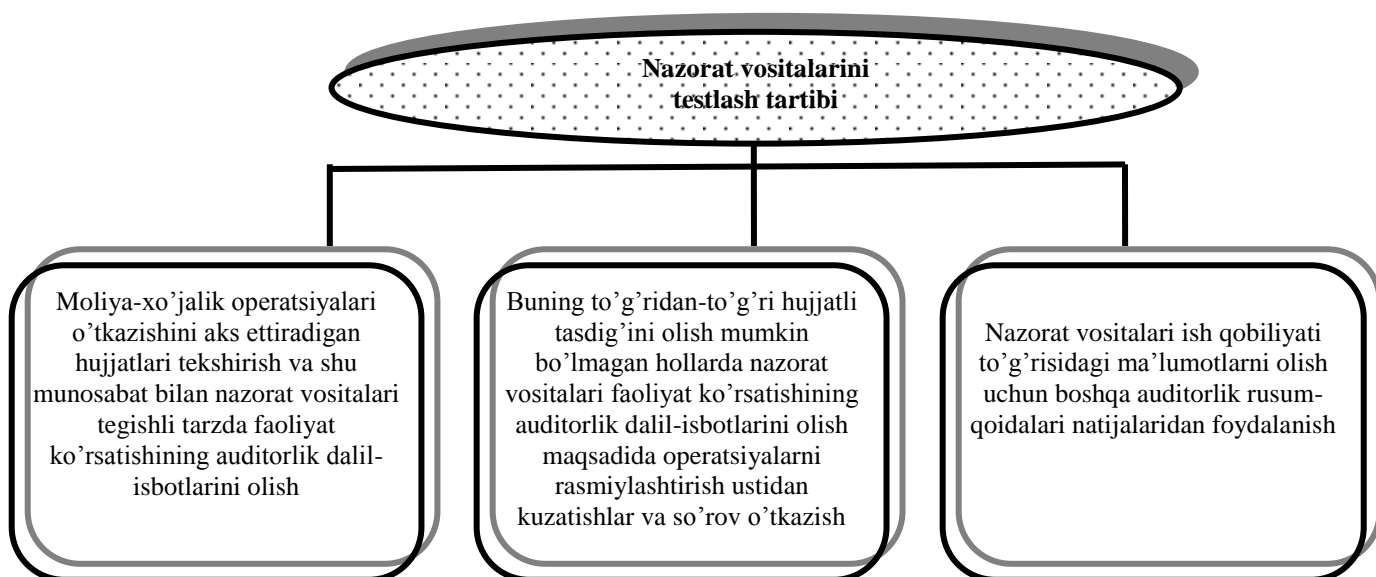 Nazorat vositalarini
testlash tartibi
Moliya-xo’jalik operatsiyalari
o’tkazishini aks ettiradigan
hujjatlari tekshirish va shu
munosabat bilan nazorat vositalari
tegishli tarzda faoliyat
ko’rsatishining auditorlik dalil-
isbotlarini olish
Buning to’g’ridan-to’g’ri hujjatli
tasdig’ini olish mumkin
bo’lmagan hollarda nazorat
vositalari faoliyat ko’rsatishining
auditorlik dalil-isbotlarini olish
maqsadida operatsiyalarni
rasmiylashtirish ustidan
kuzatishlar va so’rov o’tkazish
Nazorat vositalari ish qobiliyati
to’g’risidagi ma’lumotlarni olish
uchun boshqa auditorlik rusum-
qoidalari natijalaridan foydalanish